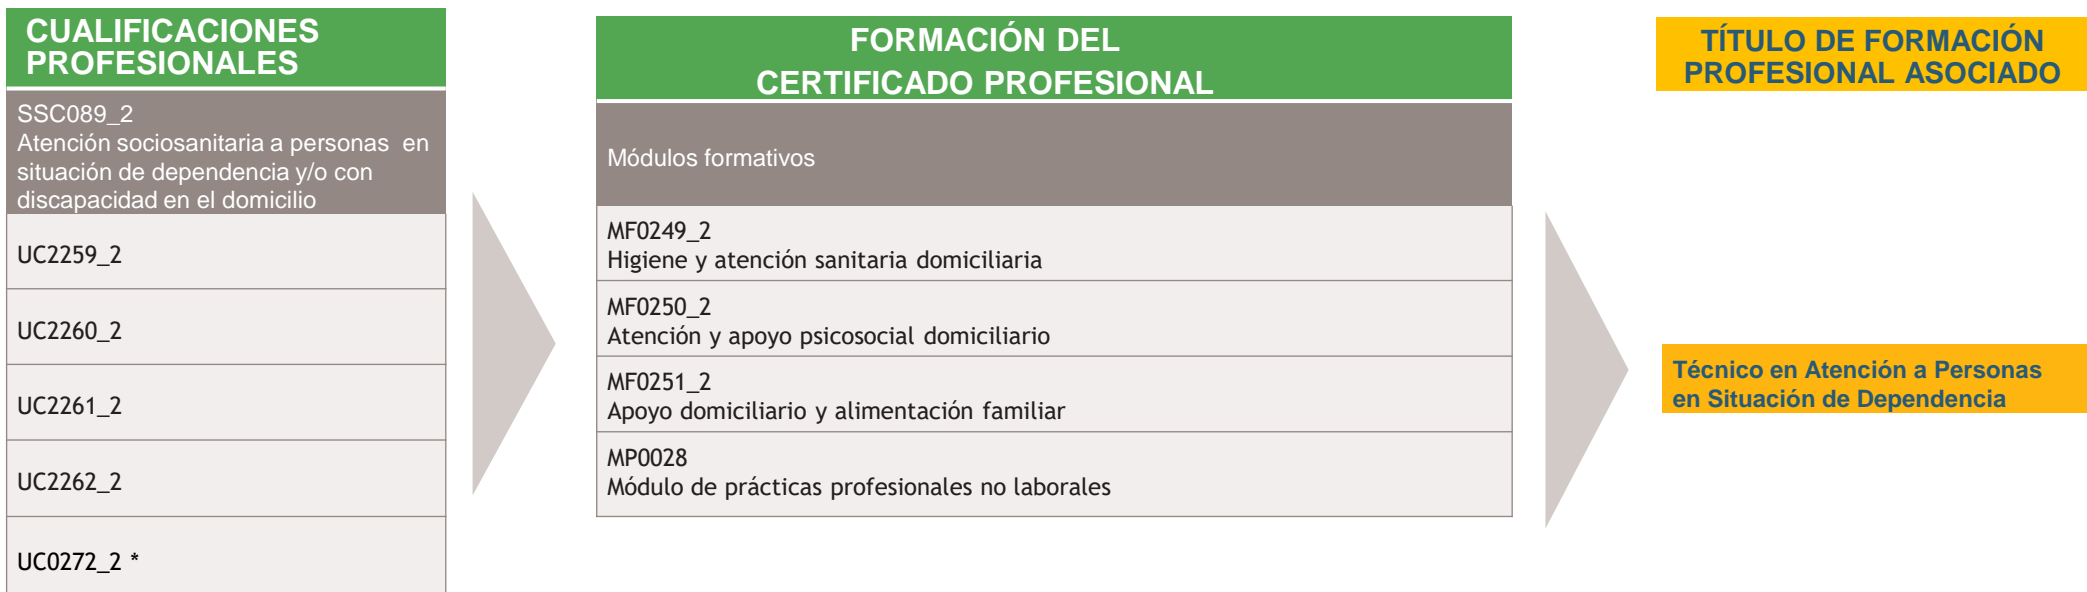 CUALIFICACIONES
PROFESIONALES
SSC089_2
Atención sociosanitaria a personas en
situación de dependencia y/o con
discapacidad en el domicilio
UC2259_2
UC2260_2
UC2261_2
UC2262_2
UC0272_2 *
FORMACIÓN DEL
CERTIFICADO PROFESIONAL
Módulos formativos
MF0249_2
Higiene y atención sanitaria domiciliaria
MF0250_2
Atención y apoyo psicosocial domiciliario
MF0251_2
Apoyo domiciliario y alimentación familiar
MP0028
Módulo de prácticas profesionales no laborales
TÍTULO DE FORMACIÓN
PROFESIONAL ASOCIADO
Técnico en Atención a Personas
en Situación de Dependencia